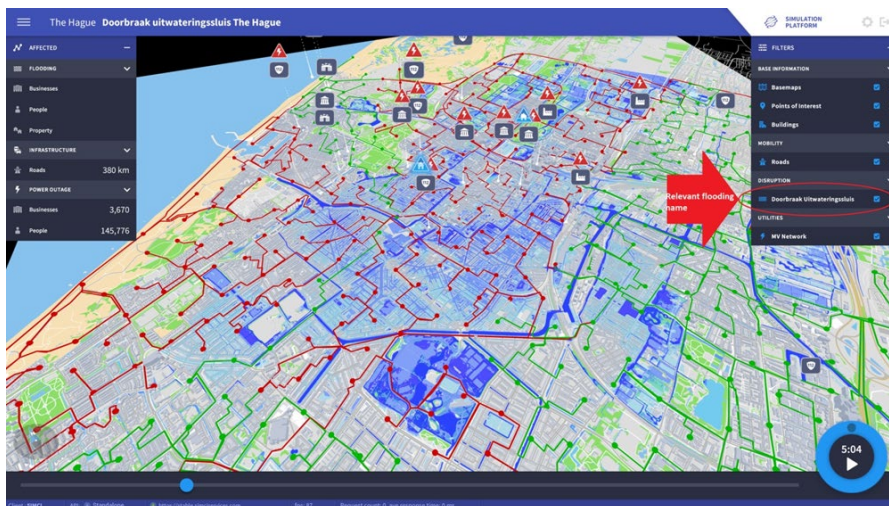 The Hague Doorbraak uitwateringssluis The Hague
SIMULATION
PLATFORM
AFFECTED
FLOODING
Businesses
People
Property
INFRASTRUCTURE
Roads 380 km
POWER OUTAGE
Businesses 3,670
People 145,776
FILTERS
BASE INFORMATION
Basemaps
Points of Interest
Buildings
MOBILITY
Roads
DISRUPTION
Doorbraak Uitwateringssluis
UTILITIES
MV Network
Relevant flooding
name
5:04